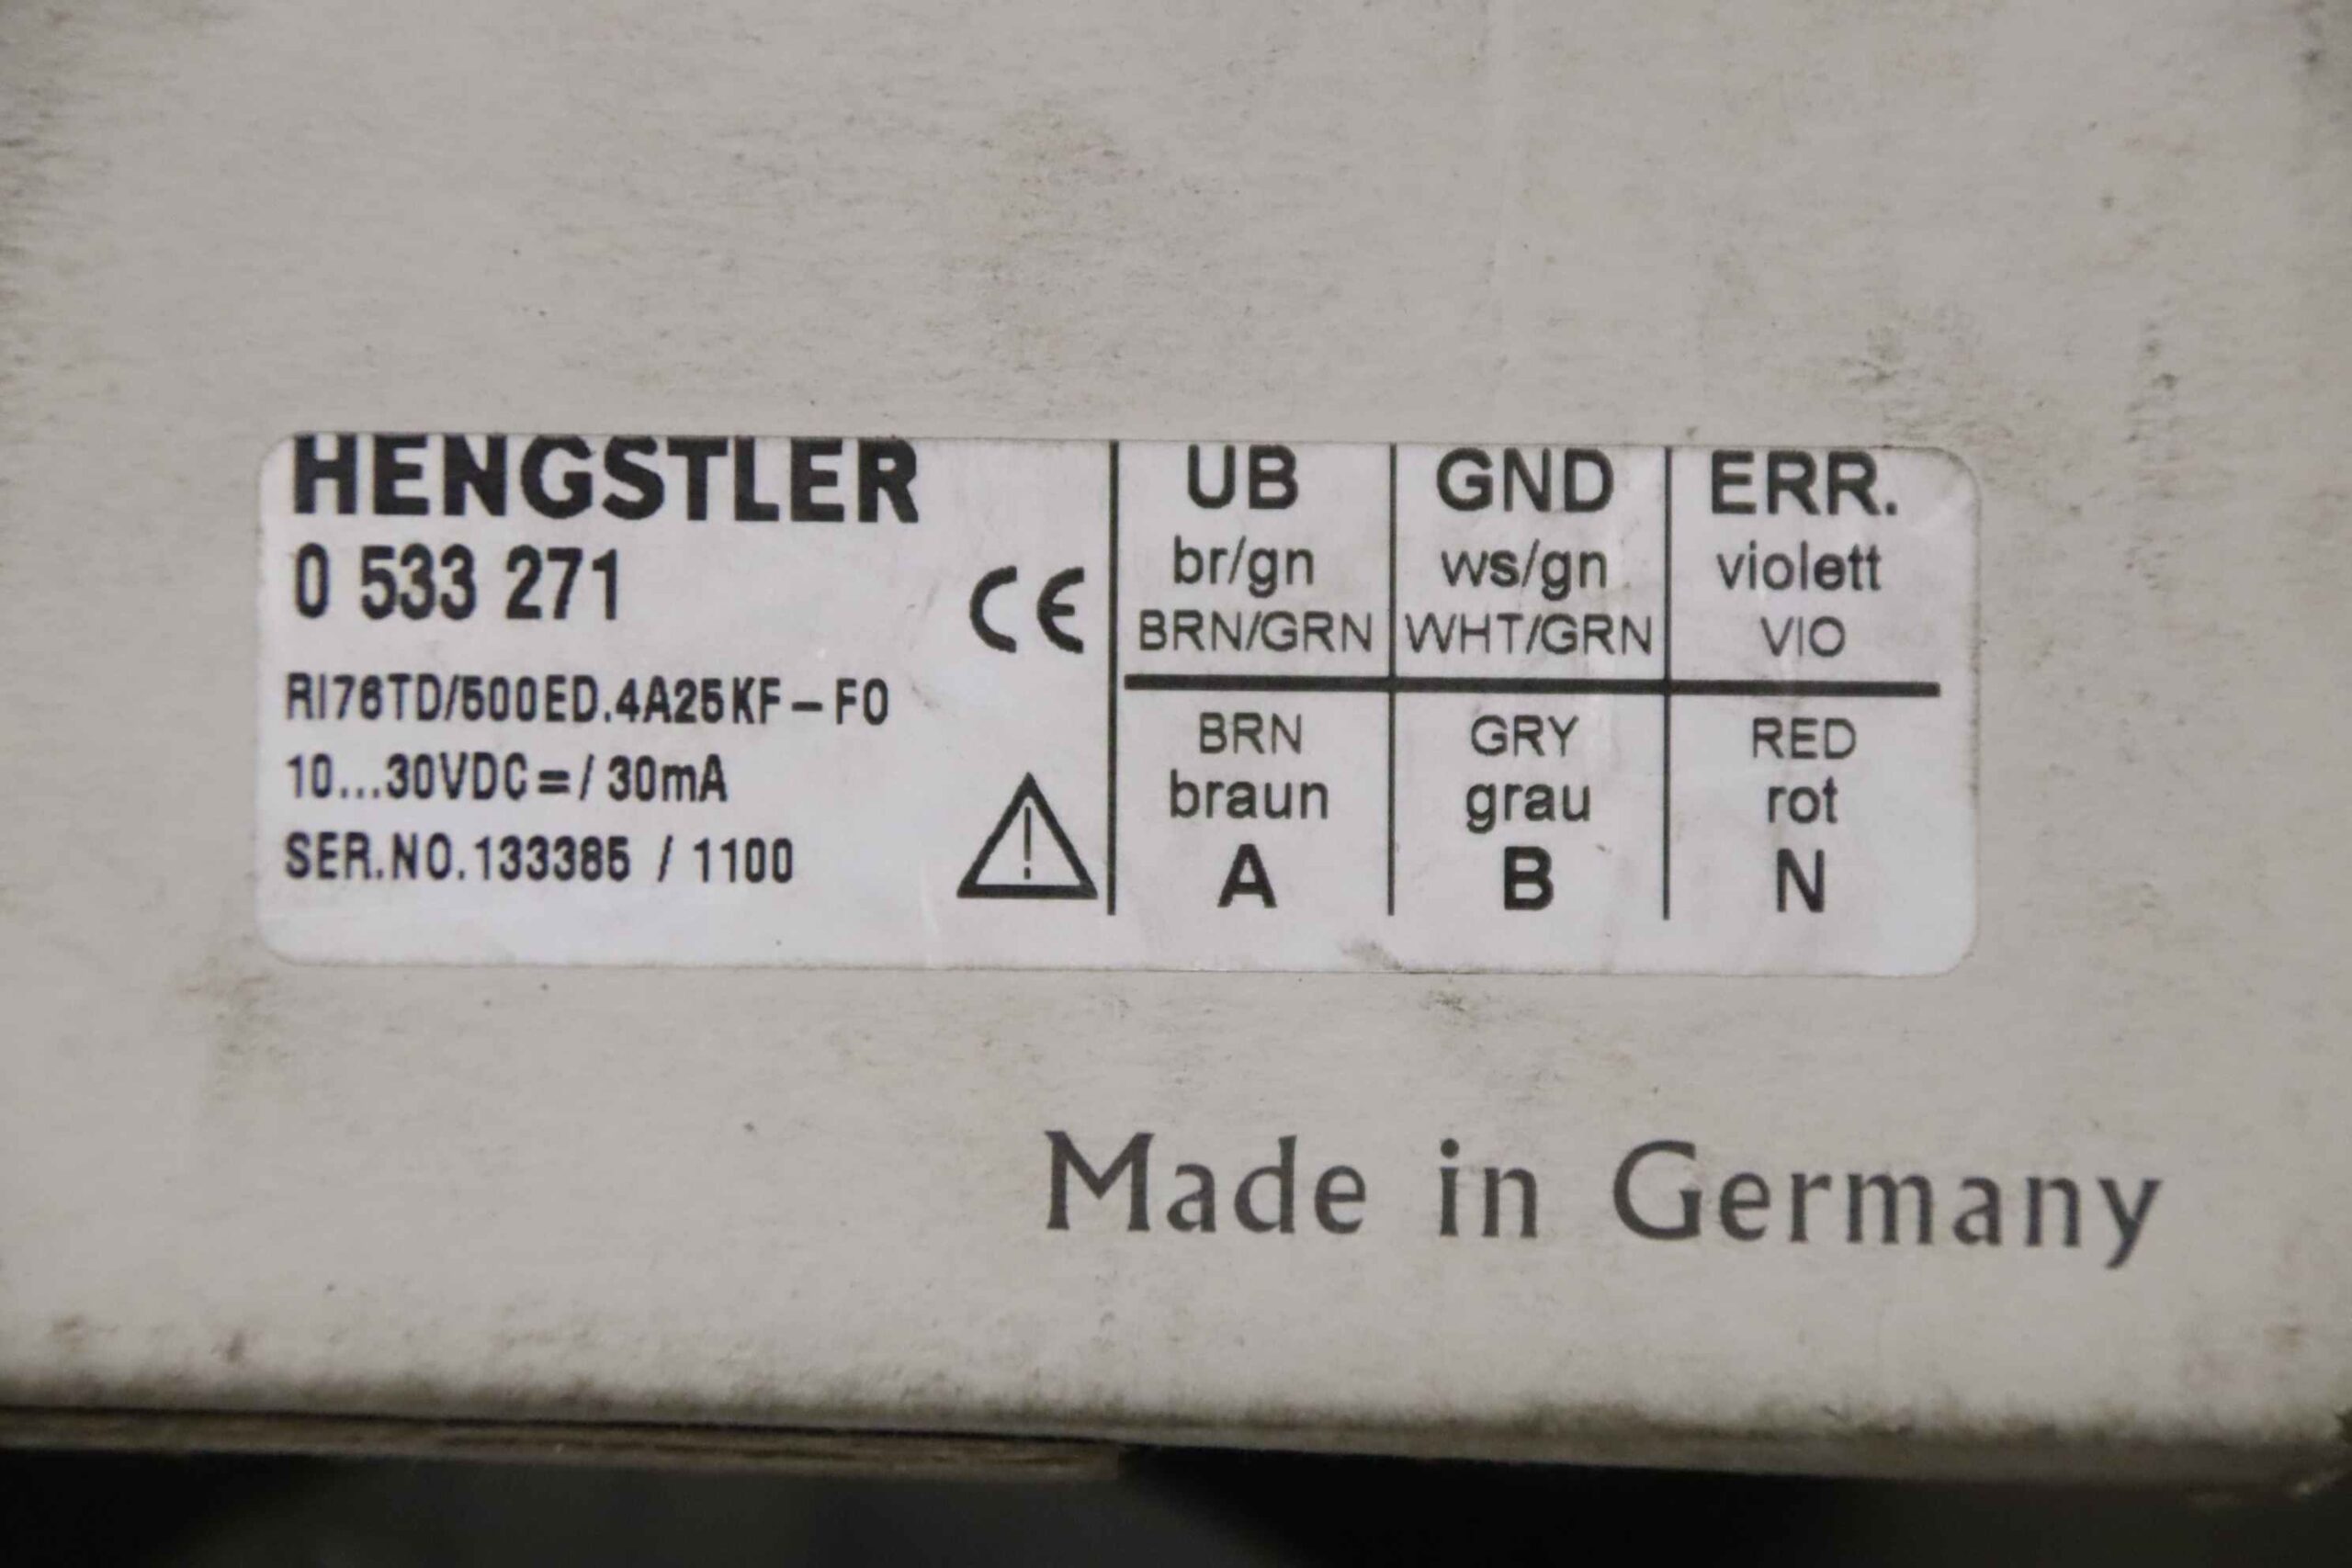 HENGSTLER
0 533 271
CE
RI76TD/500ED.4A25KF-F0
10...30VDC=/30mA
SER.NO.133385 / 1100
UB GND ERR.
br/gn ws/gn violett
BRN/GRN WHT/GRN VIO
BRN GRY RED
braun grau rot
A B N
Made in Germany